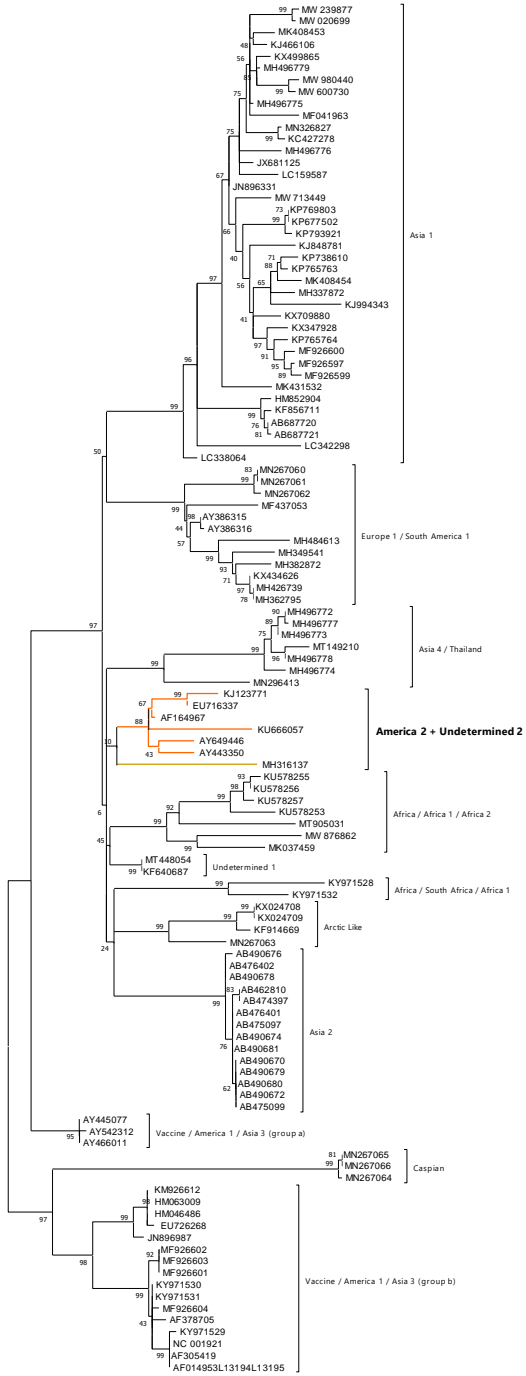 MW 239877
MW 020699
MK408453
KJ466106
KX499865
MH496779
MW 980440
MW 600730
MH496775
MF041963
MN326827
KC427278
MH496776
JX681125
LC159587
JN896331
MW 713449
KP769803
KP677502
KP793921
KJ848781
KP738610
KP765763
MK408454
MH337872
KJ994343
KX709880
KX347928
KP765764
MF926600
MF926597
MF926599
MK431532
HM852904
KF856711
AB687720
AB687721
LC342298
LC338064
Asia 1
MN267060
MN267061
MN267062
MF437053
AY386315
AY386316
MH484613
MH349541
MH382872
KX434626
MH426739
MH362795
Europe 1 / South America 1
MH496772
MH496777
MH496773
MT149210
MH496778
MH496774
MN296413
Asia 4 / Thailand
KJ123771
EU716337
AF164967
KU666057
AY649446
AY443350
MH316137
America 2 + Undetermined 2
KU578255
KU578256
KU578257
KU578253
MT905031
MW 876862
MK037459
Africa / Africa 1 / Africa 2
MT448054
KF640687
Undetermined 1
KY971528
KY971532
Africa / South Africa / Africa 1
KX024708
KX024709
KF914669
MN267063
Arctic Like
AB490676
AB476402
AB490678
AB462810
AB474397
AB476401
AB475097
AB490674
AB490681
AB490670
AB490679
AB490680
AB490672
AB475099
Asia 2
AY445077
AY542312
AY466011
Vaccine / America 1 / Asia 3 (group a)
MN267065
MN267066
MN267064
Caspian
KM926612
HM063009
HM046486
EU726268
JN896987
MF926602
MF926603
MF926601
KY971530
KY971531
MF926604
AF378705
KY971529
NC 001921
AF305419
AF014953L13194L13195
Vaccine / America 1 / Asia 3 (group b)
99
48
56
99
75
99
75
67
73
99
66
40
71
88
65
56
41
97
91
95
89
97
96
99
76
81
99
50
83
99
99
98
44
57
99
93
71
97
78
97
90
89
75
99
96
99
99
67
88
43
10
93
98
99
92
99
99
6
45
99
99
99
99
99
24
83
99
76
62
95
81
99
97
98
99
98
92
99
43
99